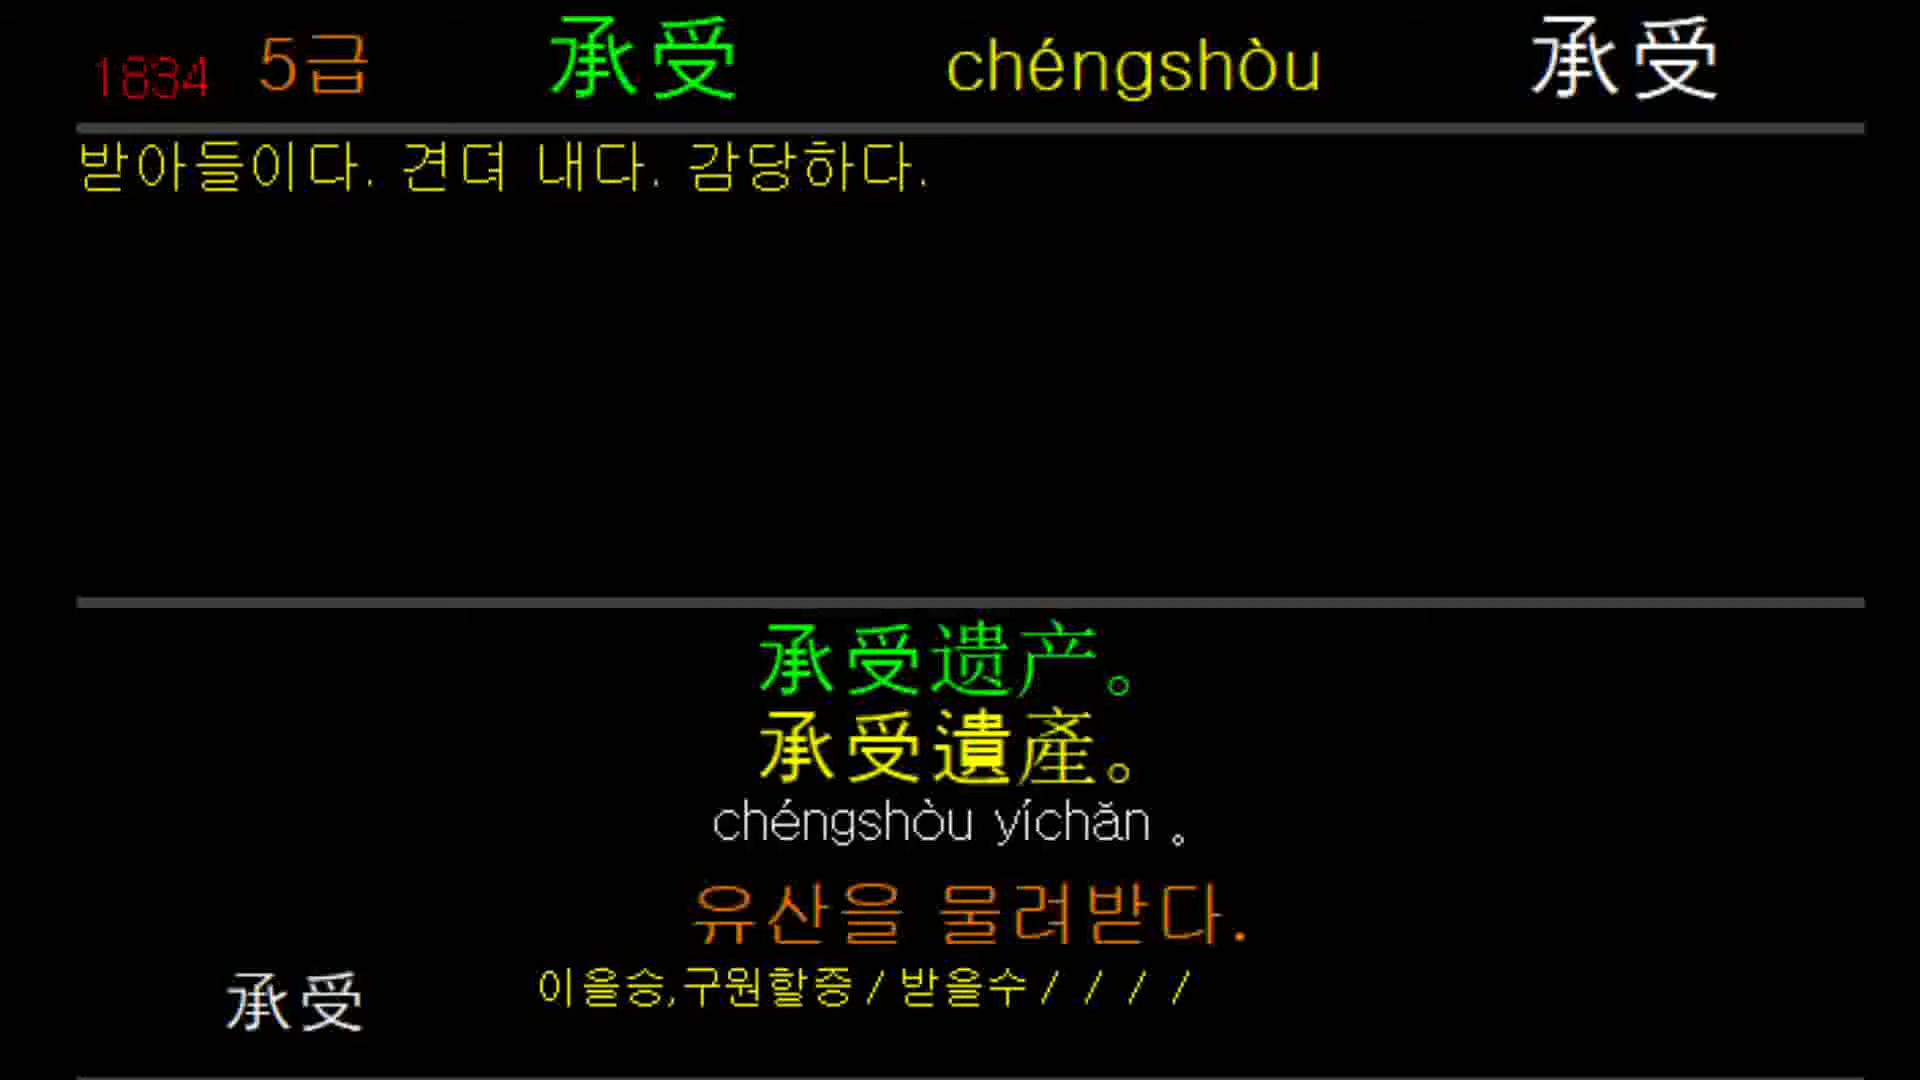 1834 5급 承受 chéngshòu 承受
받아들이다. 견뎌 내다. 감당하다.
承受遗产。
承受遺產。
chéngshòu yíchăn 。
유산을 물려받다.
承受 이을승,구원할증 / 받을수 / / / /